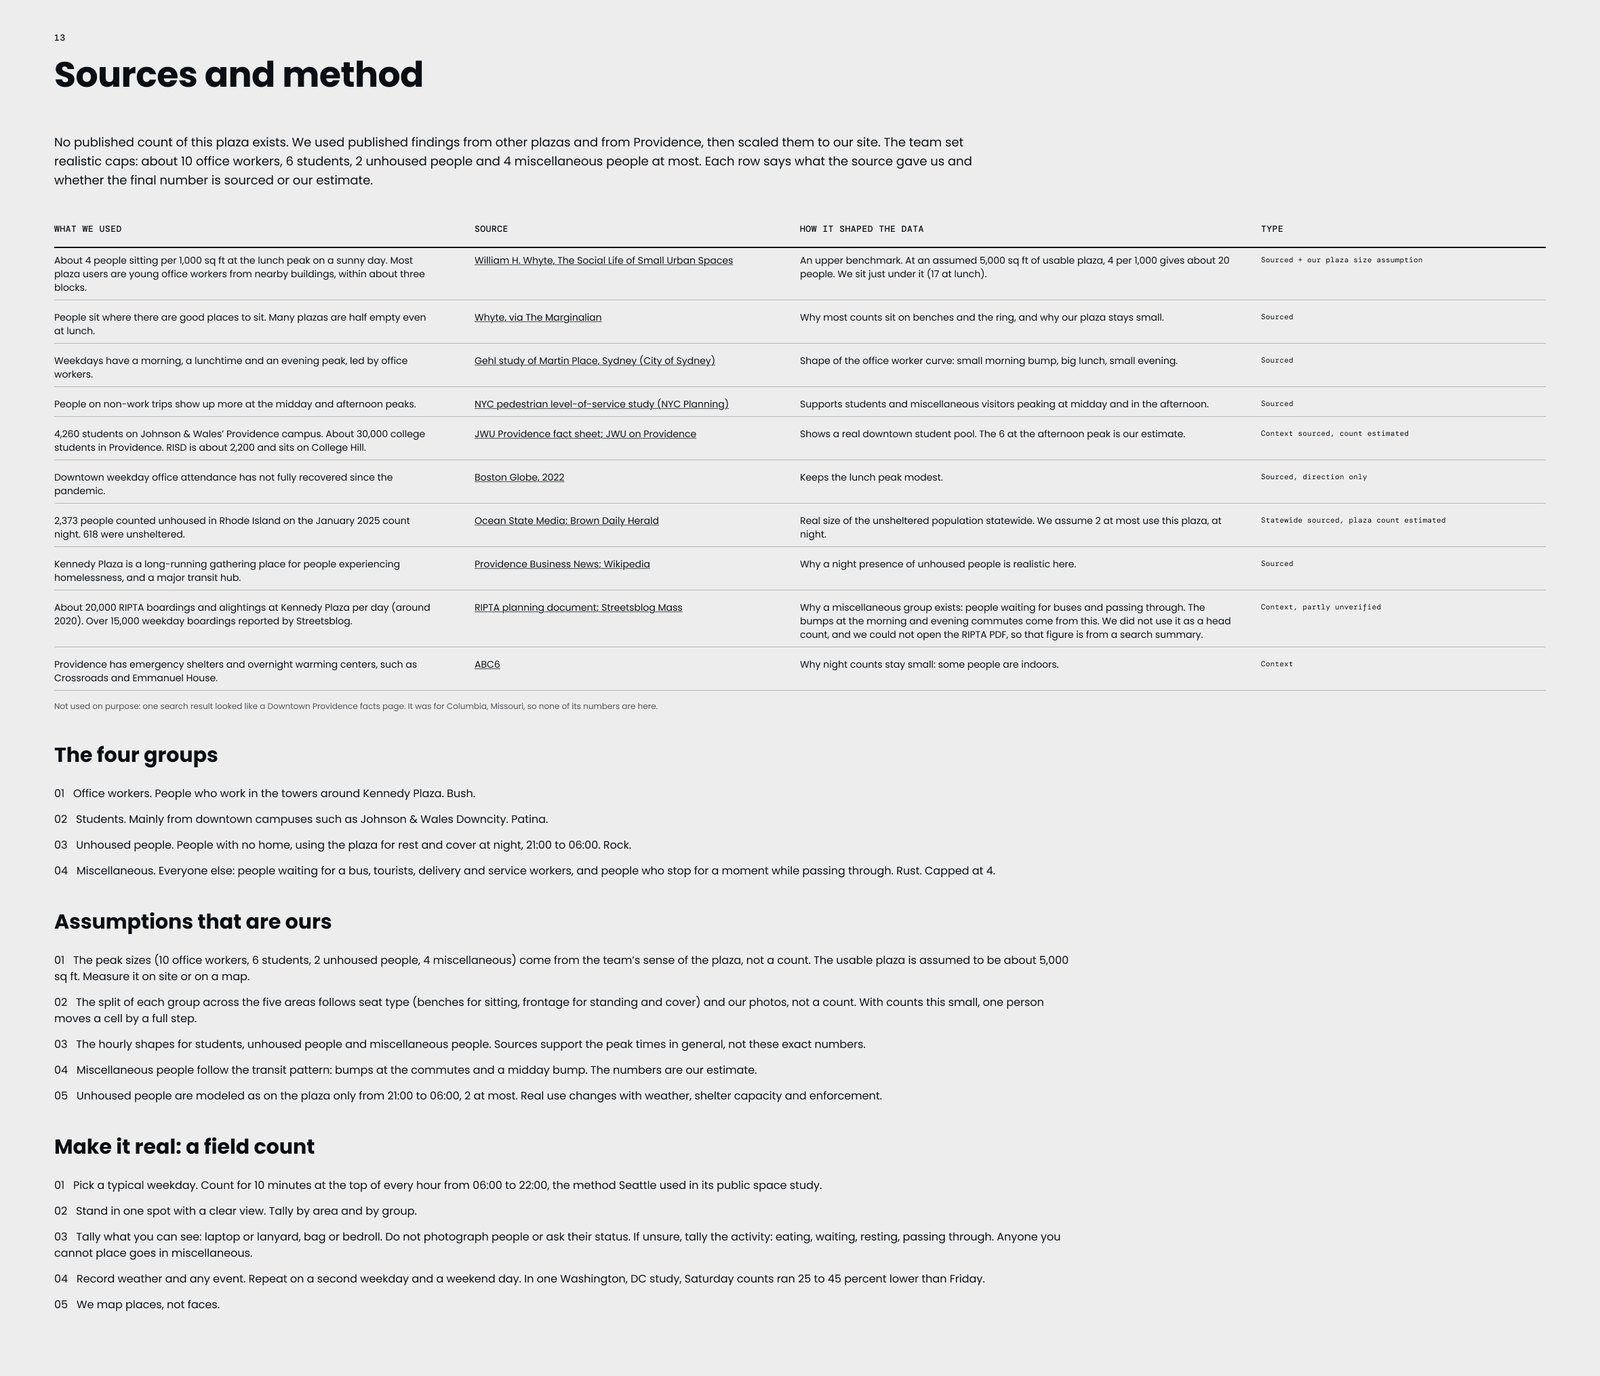 13
Sources and method
No published count of this plaza exists. We used published findings from other plazas and from Providence, then scaled them to our site. The team set
realistic caps: about 10 office workers, 6 students, 2 unhoused people and 4 miscellaneous people at most. Each row says what the source gave us and
whether the final number is sourced or our estimate.
WHAT WE USED
SOURCE
HOW IT SHAPED THE DATA
TYPE
About 4 people sitting per 1,000 sq ft at the lunch peak on a sunny day. Most
plaza users are young office workers from nearby buildings, within about three
blocks.
William H. Whyte, The Social Life of Small Urban Spaces
An upper benchmark. At an assumed 5,000 sq ft of usable plaza, 4 per 1,000 gives about 20
people. We sit just under it (17 at lunch).
Sourced + our plaza size assumption
People sit where there are good places to sit. Many plazas are half empty even
at lunch.
Whyte, via The Marginalian
Why most counts sit on benches and the ring, and why our plaza stays small.
Sourced
Weekdays have a morning, a lunchtime and an evening peak, led by office
workers.
Gehl study of Martin Place, Sydney (City of Sydney)
Shape of the office worker curve: small morning bump, big lunch, small evening.
Sourced
People on non-work trips show up more at the midday and afternoon peaks.
NYC pedestrian level-of-service study (NYC Planning)
Supports students and miscellaneous visitors peaking at midday and in the afternoon.
Sourced
4,260 students on Johnson & Wales’ Providence campus. About 30,000 college
students in Providence. RISD is about 2,200 and sits on College Hill.
JWU Providence fact sheet; JWU on Providence
Shows a real downtown student pool. The 6 at the afternoon peak is our estimate.
Context sourced, count estimated
Downtown weekday office attendance has not fully recovered since the
pandemic.
Boston Globe, 2022
Keeps the lunch peak modest.
Sourced, direction only
2,373 people counted unhoused in Rhode Island on the January 2025 count
night. 618 were unsheltered.
Ocean State Media; Brown Daily Herald
Real size of the unsheltered population statewide. We assume 2 at most use this plaza, at
night.
Statewide sourced, plaza count estimated
Kennedy Plaza is a long-running gathering place for people experiencing
homelessness, and a major transit hub.
Providence Business News; Wikipedia
Why a night presence of unhoused people is realistic here.
Sourced
About 20,000 RIPTA boardings and alightings at Kennedy Plaza per day (around
2020). Over 15,000 weekday boardings reported by Streetsblog.
RIPTA planning document; Streetsblog Mass
Why a miscellaneous group exists: people waiting for buses and passing through. The
bumps at the morning and evening commutes come from this. We did not use it as a head
count, and we could not open the RIPTA PDF, so that figure is from a search summary.
Context, partly unverified
Providence has emergency shelters and overnight warming centers, such as
Crossroads and Emmanuel House.
ABC6
Why night counts stay small: some people are indoors.
Context
Not used on purpose: one search result looked like a Downtown Providence facts page. It was for Columbia, Missouri, so none of its numbers are here.
The four groups
01 Office workers. People who work in the towers around Kennedy Plaza. Bush.
02 Students. Mainly from downtown campuses such as Johnson & Wales Downcity. Patina.
03 Unhoused people. People with no home, using the plaza for rest and cover at night, 21:00 to 06:00. Rock.
04 Miscellaneous. Everyone else: people waiting for a bus, tourists, delivery and service workers, and people who stop for a moment while passing through. Rust. Capped at 4.
Assumptions that are ours
01 The peak sizes (10 office workers, 6 students, 2 unhoused people, 4 miscellaneous) come from the team’s sense of the plaza, not a count. The usable plaza is assumed to be about 5,000
sq ft. Measure it on site or on a map.
02 The split of each group across the five areas follows seat type (benches for sitting, frontage for standing and cover) and our photos, not a count. With counts this small, one person
moves a cell by a full step.
03 The hourly shapes for students, unhoused people and miscellaneous people. Sources support the peak times in general, not these exact numbers.
04 Miscellaneous people follow the transit pattern: bumps at the commutes and a midday bump. The numbers are our estimate.
05 Unhoused people are modeled as on the plaza only from 21:00 to 06:00, 2 at most. Real use changes with weather, shelter capacity and enforcement.
Make it real: a field count
01 Pick a typical weekday. Count for 10 minutes at the top of every hour from 06:00 to 22:00, the method Seattle used in its public space study.
02 Stand in one spot with a clear view. Tally by area and by group.
03 Tally what you can see: laptop or lanyard, bag or bedroll. Do not photograph people or ask their status. If unsure, tally the activity: eating, waiting, resting, passing through. Anyone you
cannot place goes in miscellaneous.
04 Record weather and any event. Repeat on a second weekday and a weekend day. In one Washington, DC study, Saturday counts ran 25 to 45 percent lower than Friday.
05 We map places, not faces.